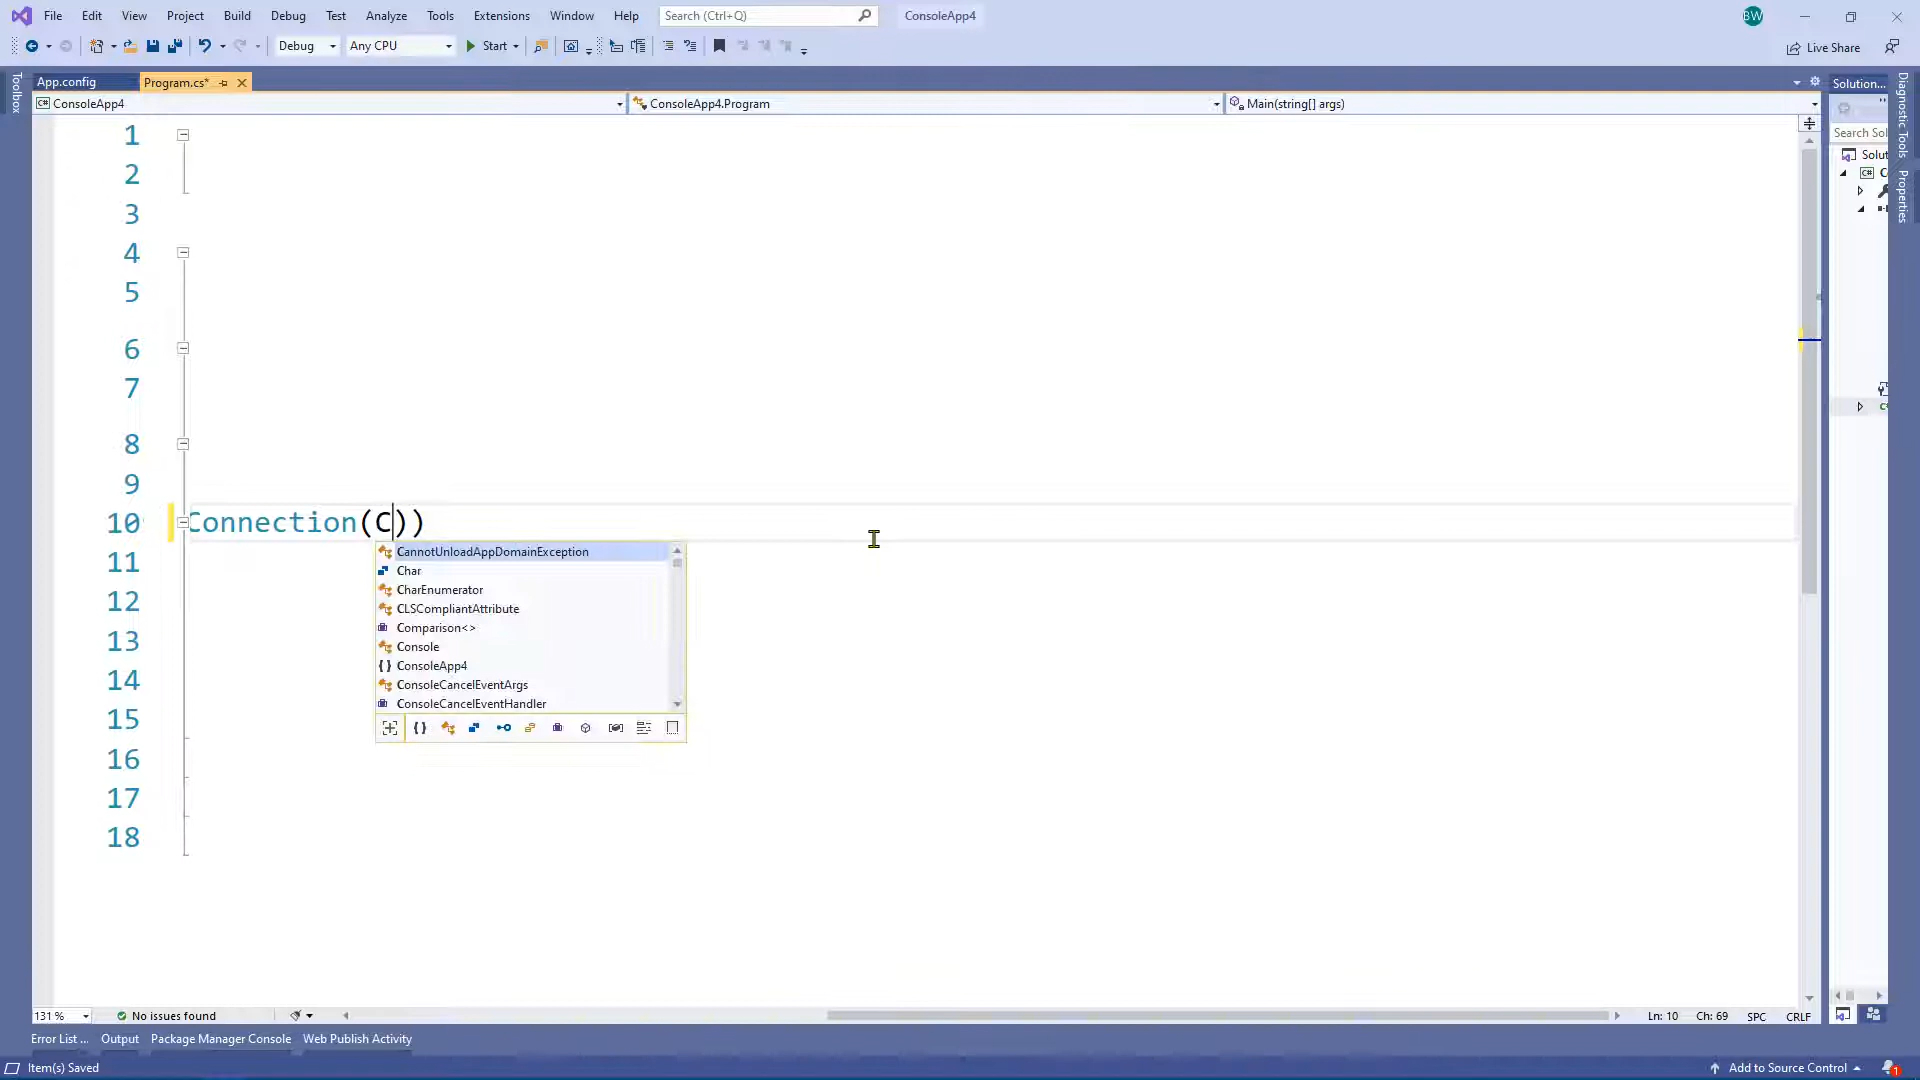 File Edit View Project Build Debug Test Analyze Tools Extensions Window Help Search (Ctrl+Q) ConsoleApp4 BW
Debug Any CPU Start Live Share
App.config Program.cs* Solution...
ConsoleApp4 ConsoleApp4.Program Main(string[] args)
Toolbox
Diagnostic Tools
Properties
Search Sol
Solut
C
1
2
3
4
5
6
7
8
9
10 Connection(C))
11
12
13
14
15
16
17
18
CannotUnloadAppDomainException
Char
CharEnumerator
CLSCompliantAttribute
Comparison<>
Console
ConsoleApp4
ConsoleCancelEventArgs
ConsoleCancelEventHandler
131 % No issues found Ln: 10 Ch: 69 SPC CRLF
Error List ... Output Package Manager Console Web Publish Activity
Item(s) Saved Add to Source Control 1